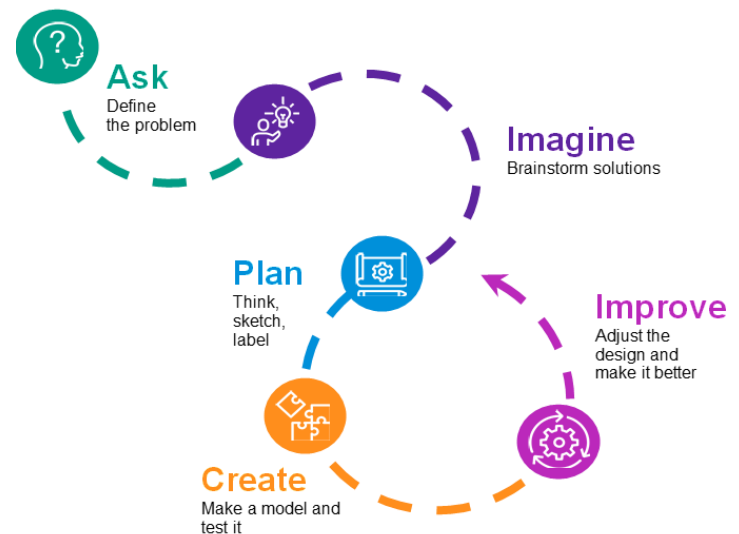 ?
Ask
Define
the problem
Imagine
Brainstorm solutions
Plan
Think,
sketch,
label
Improve
Adjust the
design and
make it better
Create
Make a model and
test it